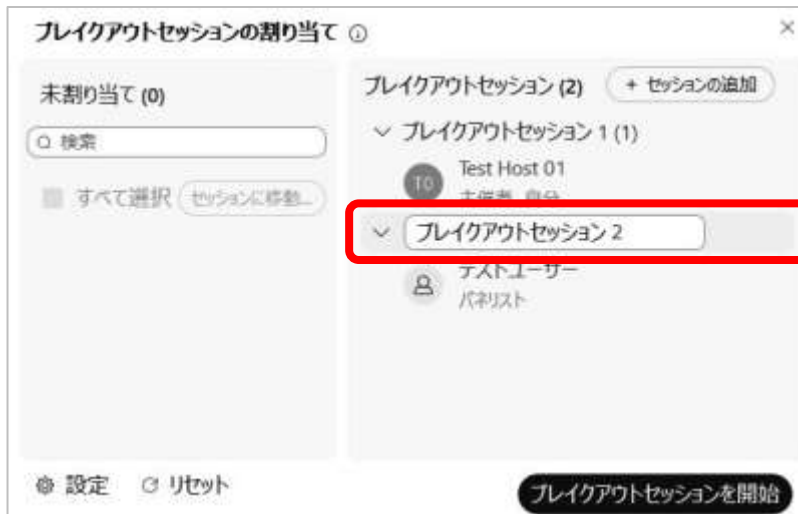 ブレイクアウトセッションの割り当て
未割り当て (0)
検索
すべて選択 セッションに移動...
ブレイクアウトセッション (2) + セッションの追加
ブレイクアウトセッション 1 (1)
TO Test Host 01
主催者, 自分
ブレイクアウトセッション 2
テストユーザー
パネリスト
設定 リセット
ブレイクアウトセッションを開始